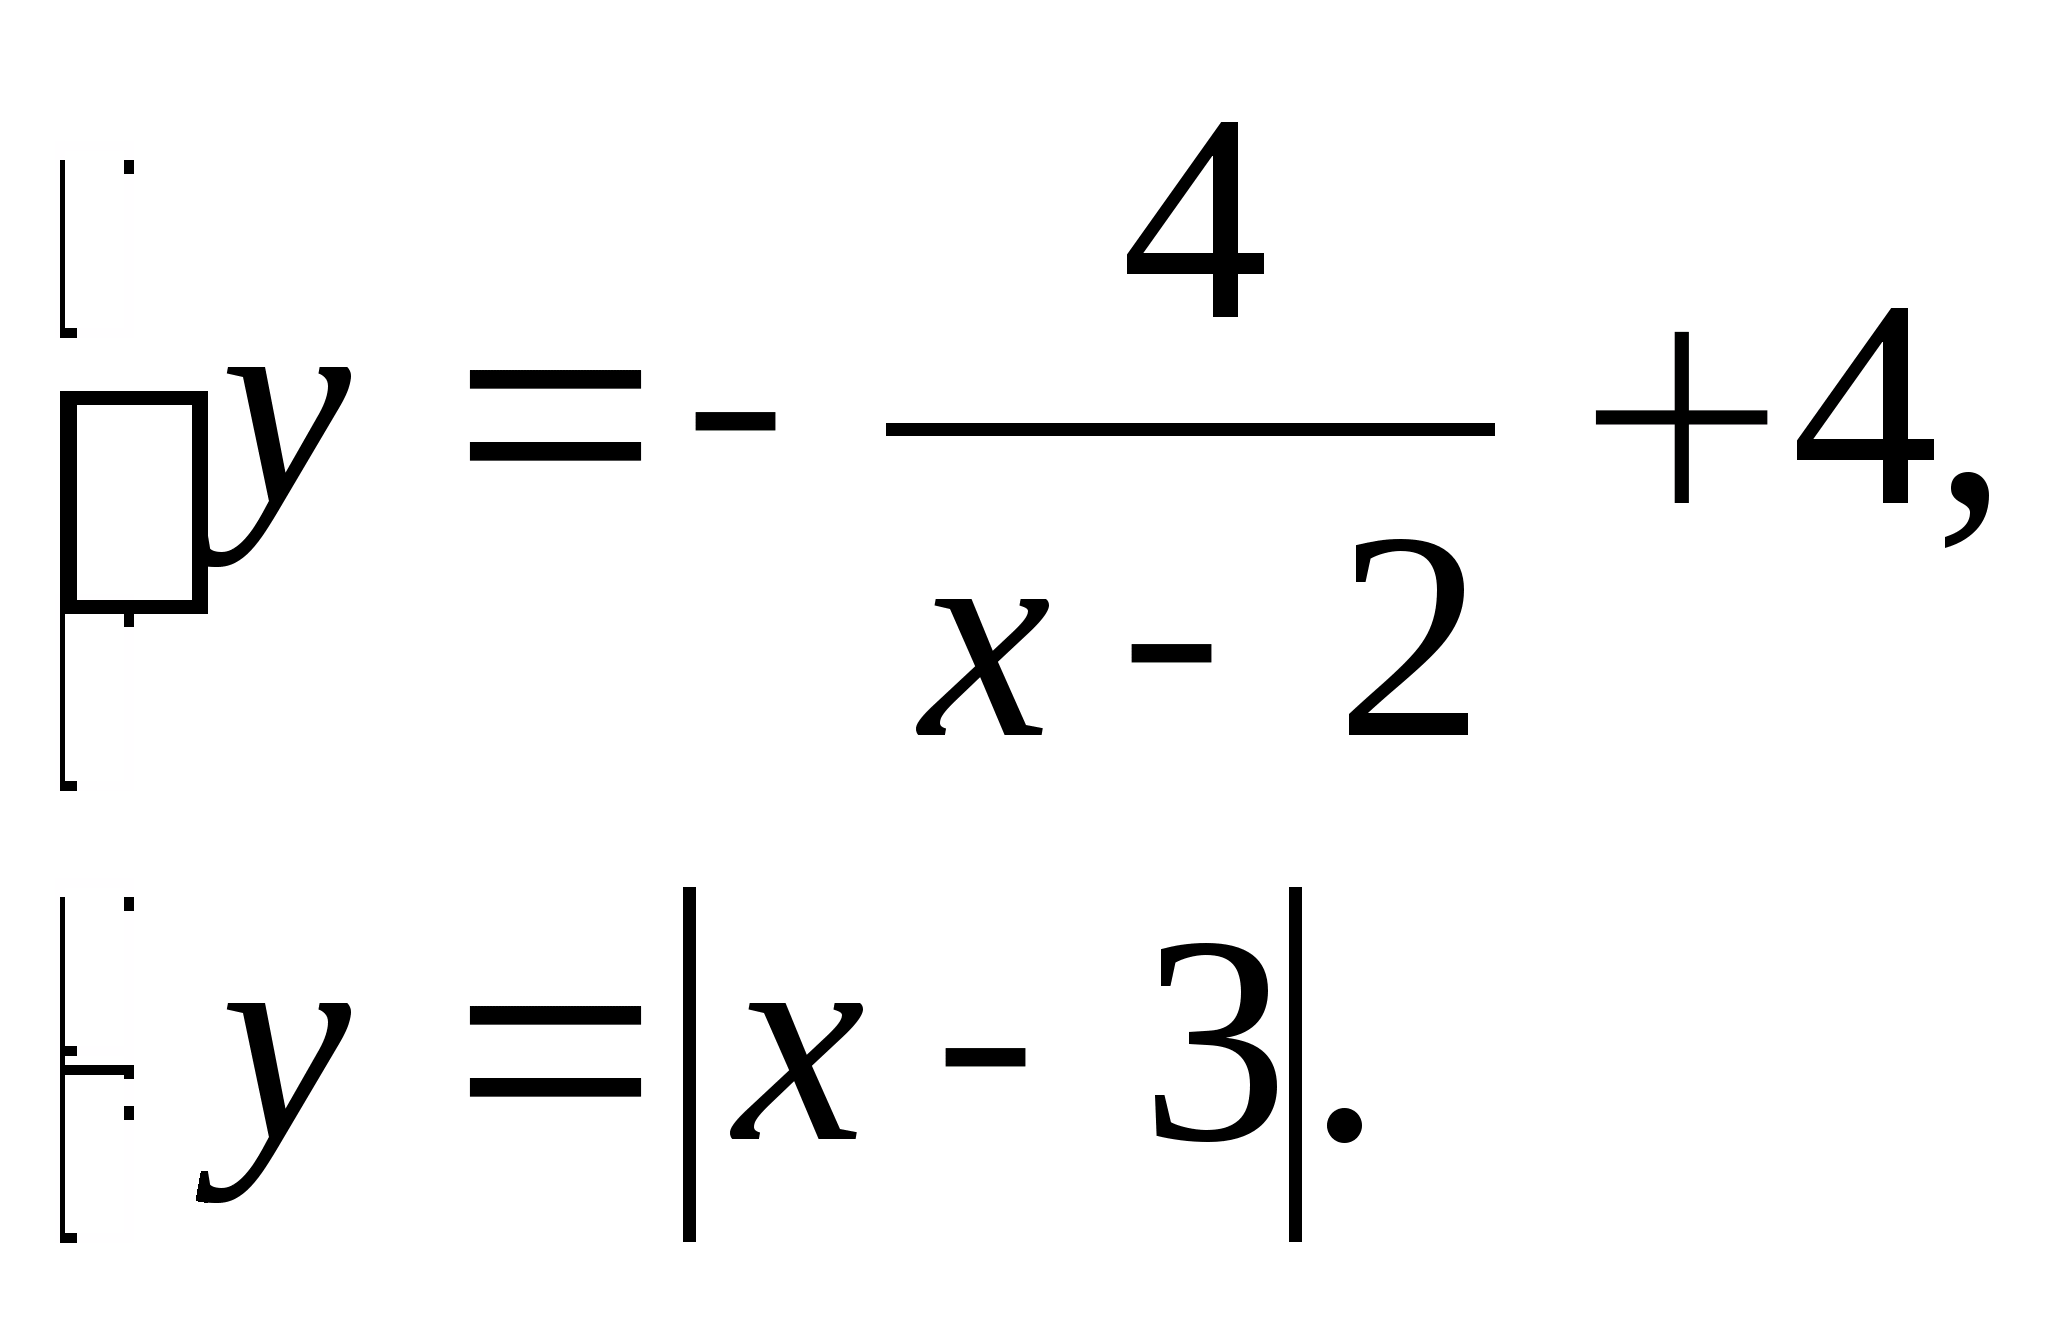 y = - 4/(x - 2) + 4,
y = |x - 3|.